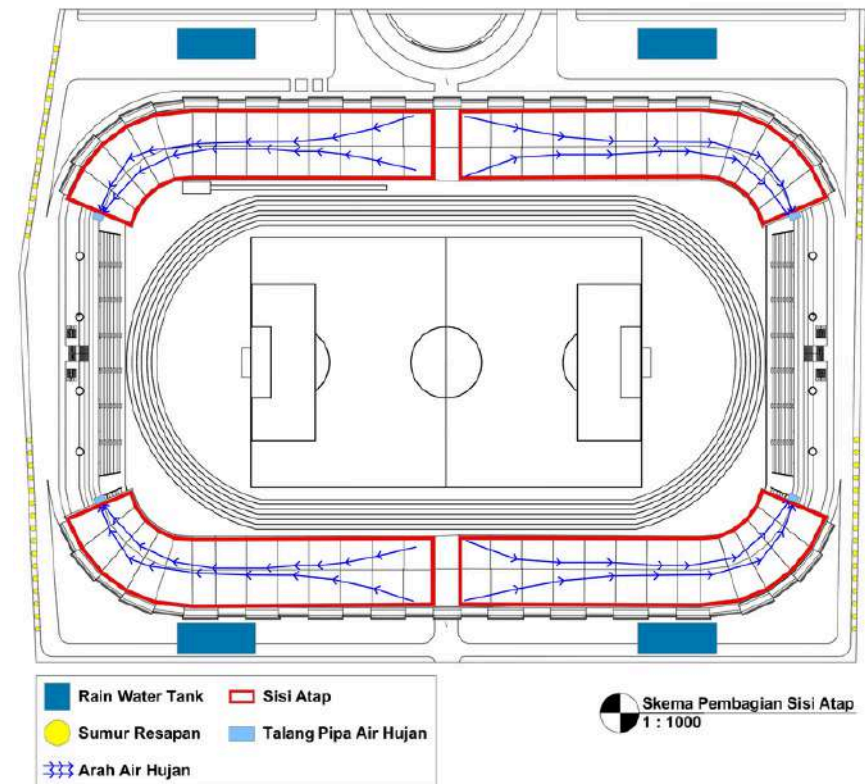 Rain Water Tank
Sisi Atap
Sumur Resapan
Talang Pipa Air Hujan
Arah Air Hujan
Skema Pembagian Sisi Atap
1 : 1000